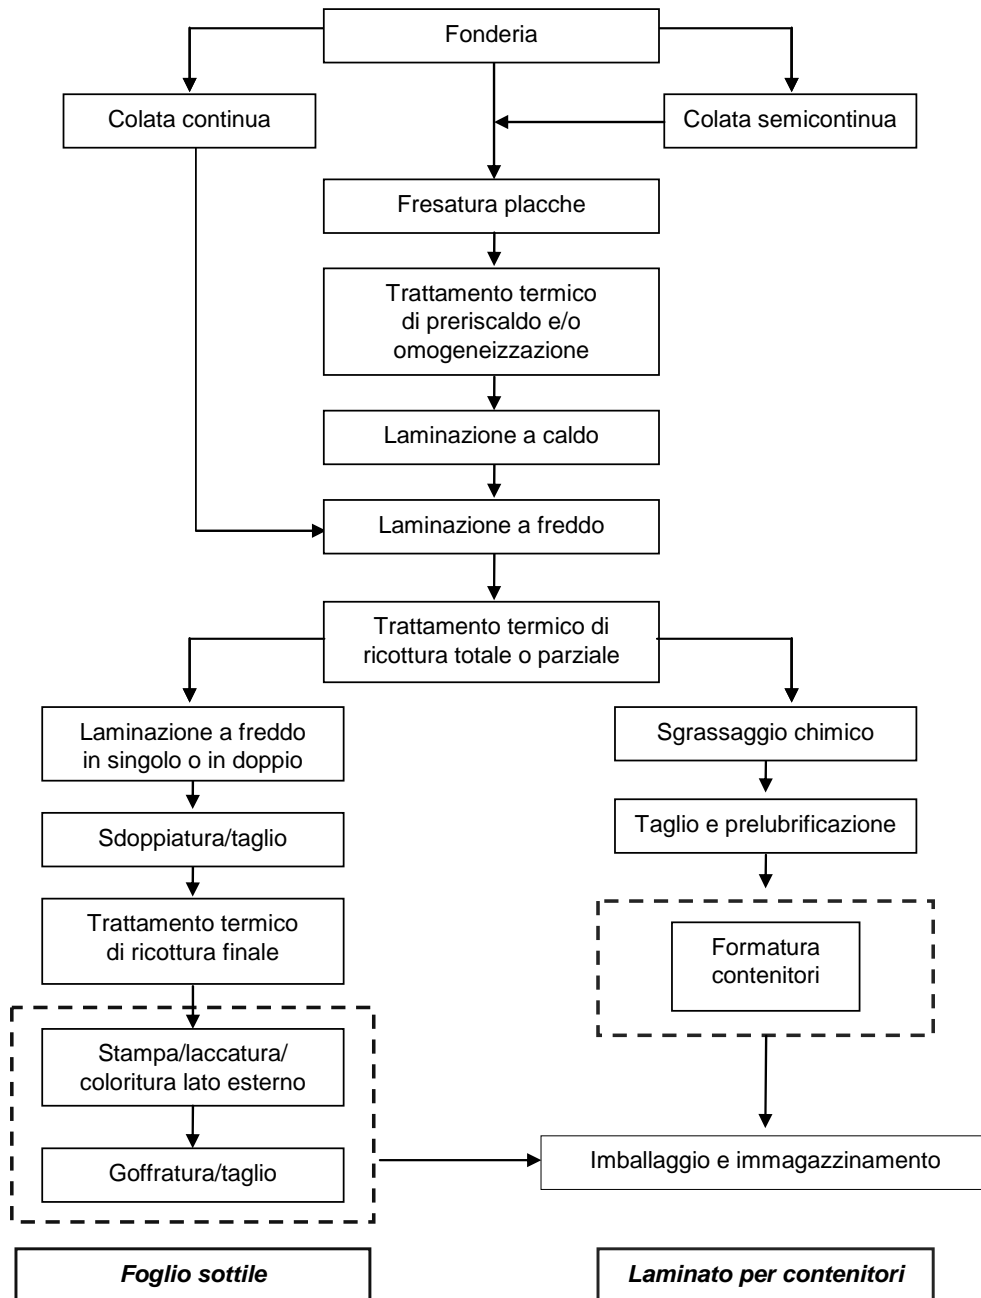 Fonderia
Colata continua
Colata semicontinua
Fresatura placche
Trattamento termico
di preriscaldo e/o
omogeneizzazione
Laminazione a caldo
Laminazione a freddo
Trattamento termico di
ricottura totale o parziale
Laminazione a freddo
in singolo o in doppio
Sdoppiatura/taglio
Trattamento termico
di ricottura finale
Stampa/laccatura/
coloritura lato esterno
Goffratura/taglio
Foglio sottile
Sgrassaggio chimico
Taglio e prelubrificazione
Formatura
contenitori
Imballaggio e immagazzinamento
Laminato per contenitori